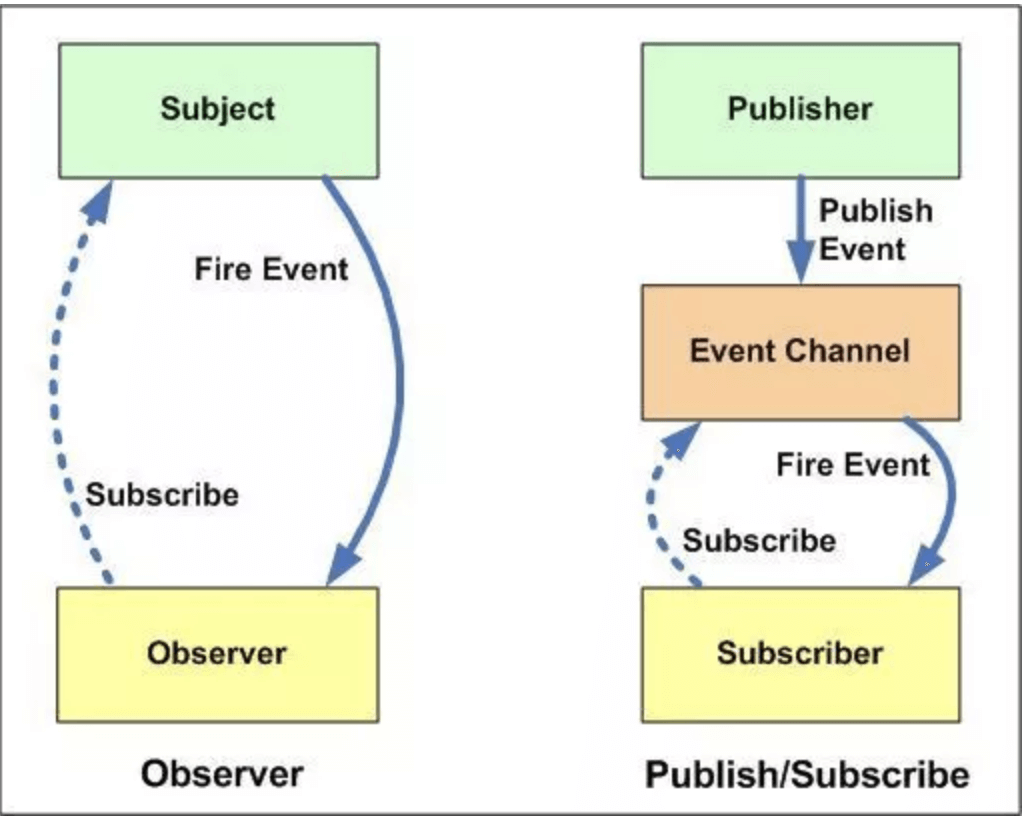 Subject
Fire Event
Subscribe
Observer
Observer
Publisher
Publish
Event
Event Channel
Fire Event
Subscribe
Subscriber
Publish/Subscribe